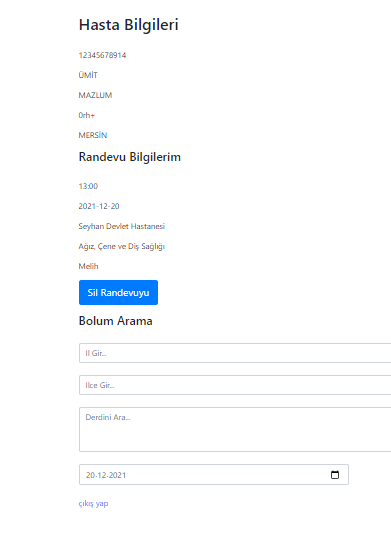 Hasta Bilgileri
12345678914
ÜMİT
MAZLUM
0rh+
MERSİN
Randevu Bilgilerim
13:00
2021-12-20
Seyhan Devlet Hastanesi
Ağız, Çene ve Diş Sağlığı
Melih
Sil Randevuyu
Bolum Arama
Il Gir...
Ilce Gir...
Derdini Ara...
20-12-2021
çıkış yap